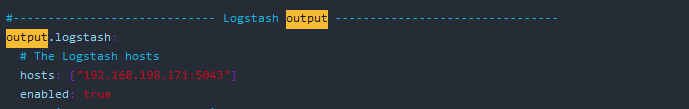 #---------------------------- Logstash output -------------------------------
output.logstash:
  # The Logstash hosts
  hosts: ["192.168.198.171:5043"]
  enabled: true